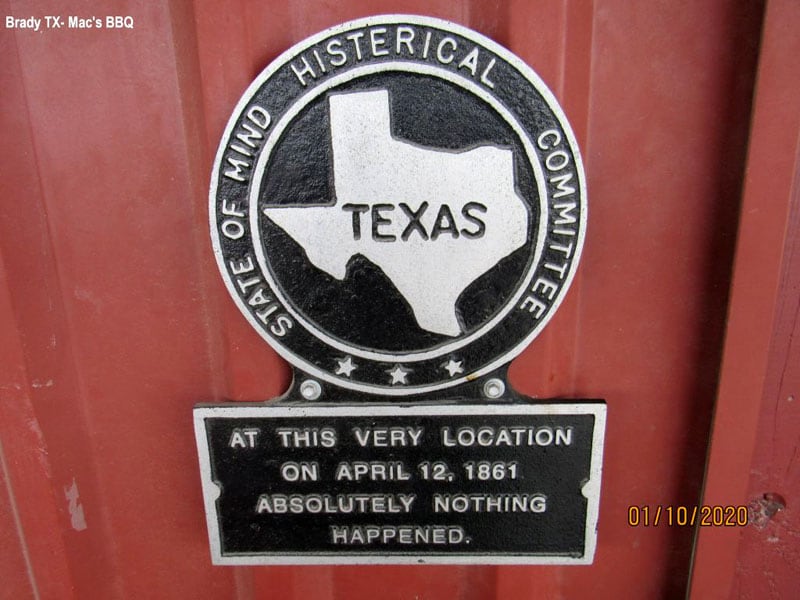 Brady TX- Mac's BBQ
STATE OF MIND HISTERICAL COMMITTEE
TEXAS
AT THIS VERY LOCATION
ON APRIL 12, 1861
ABSOLUTELY NOTHING
HAPPENED.
01/10/2020